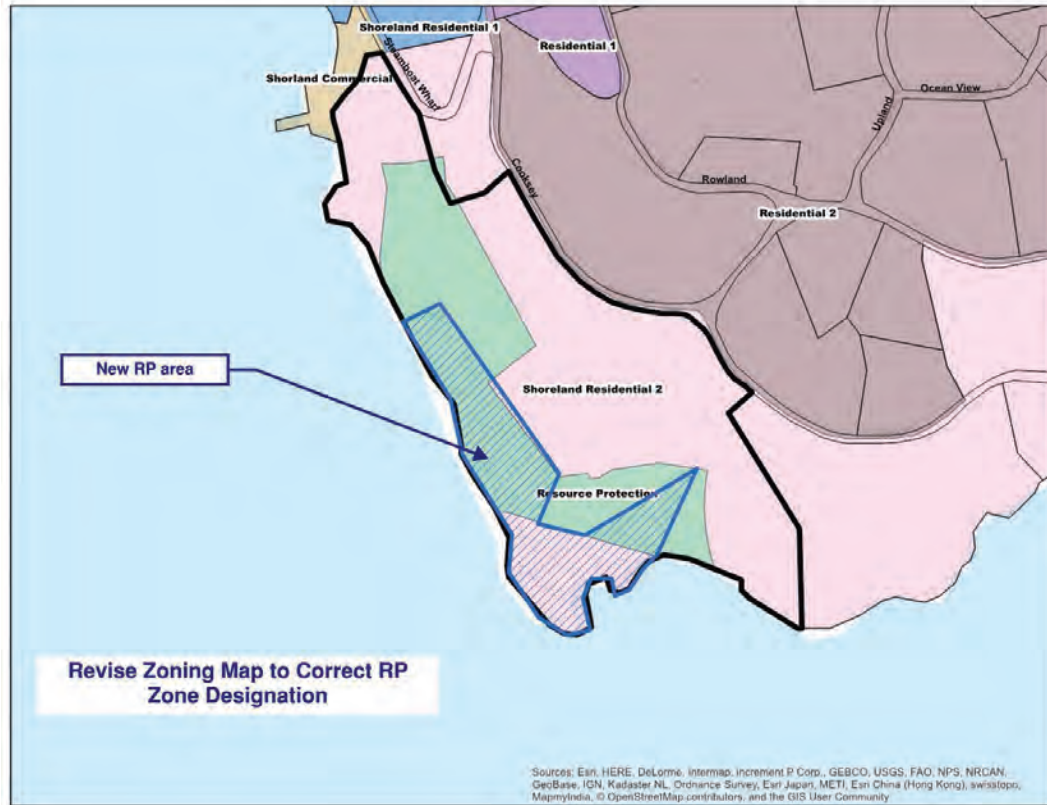 Shoreland Residential 1
Residential 1
Shorland Commercial
Steamboat Wharf
Ocean View
Upland
Cooksey
Rowland
Residential 2
New RP area
Shoreland Residential 2
Resource Protection
Revise Zoning Map to Correct RP
Zone Designation
Sources: Esri, HERE, DeLorme, Intermap, increment P Corp., GEBCO, USGS, FAO, NPS, NRCAN,
GeoBase, IGN, Kadaster NL, Ordnance Survey, Esri Japan, METI, Esri China (Hong Kong), swisstopo,
MapmyIndia, © OpenStreetMap contributors, and the GIS User Community